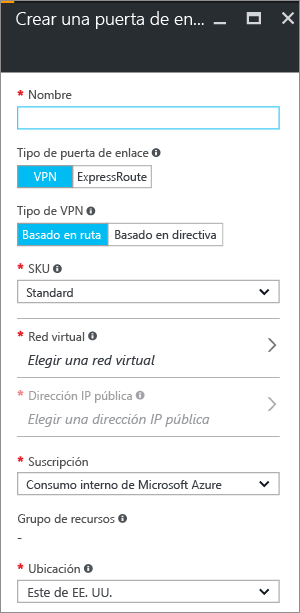 Crear una puerta de en...
* Nombre
Tipo de puerta de enlace
VPN ExpressRoute
Tipo de VPN
Basado en ruta Basado en directiva
* SKU
Standard
* Red virtual
Elegir una red virtual
* Dirección IP pública
Elegir una dirección IP pública
* Suscripción
Consumo interno de Microsoft Azure
Grupo de recursos
-
* Ubicación
Este de EE. UU.